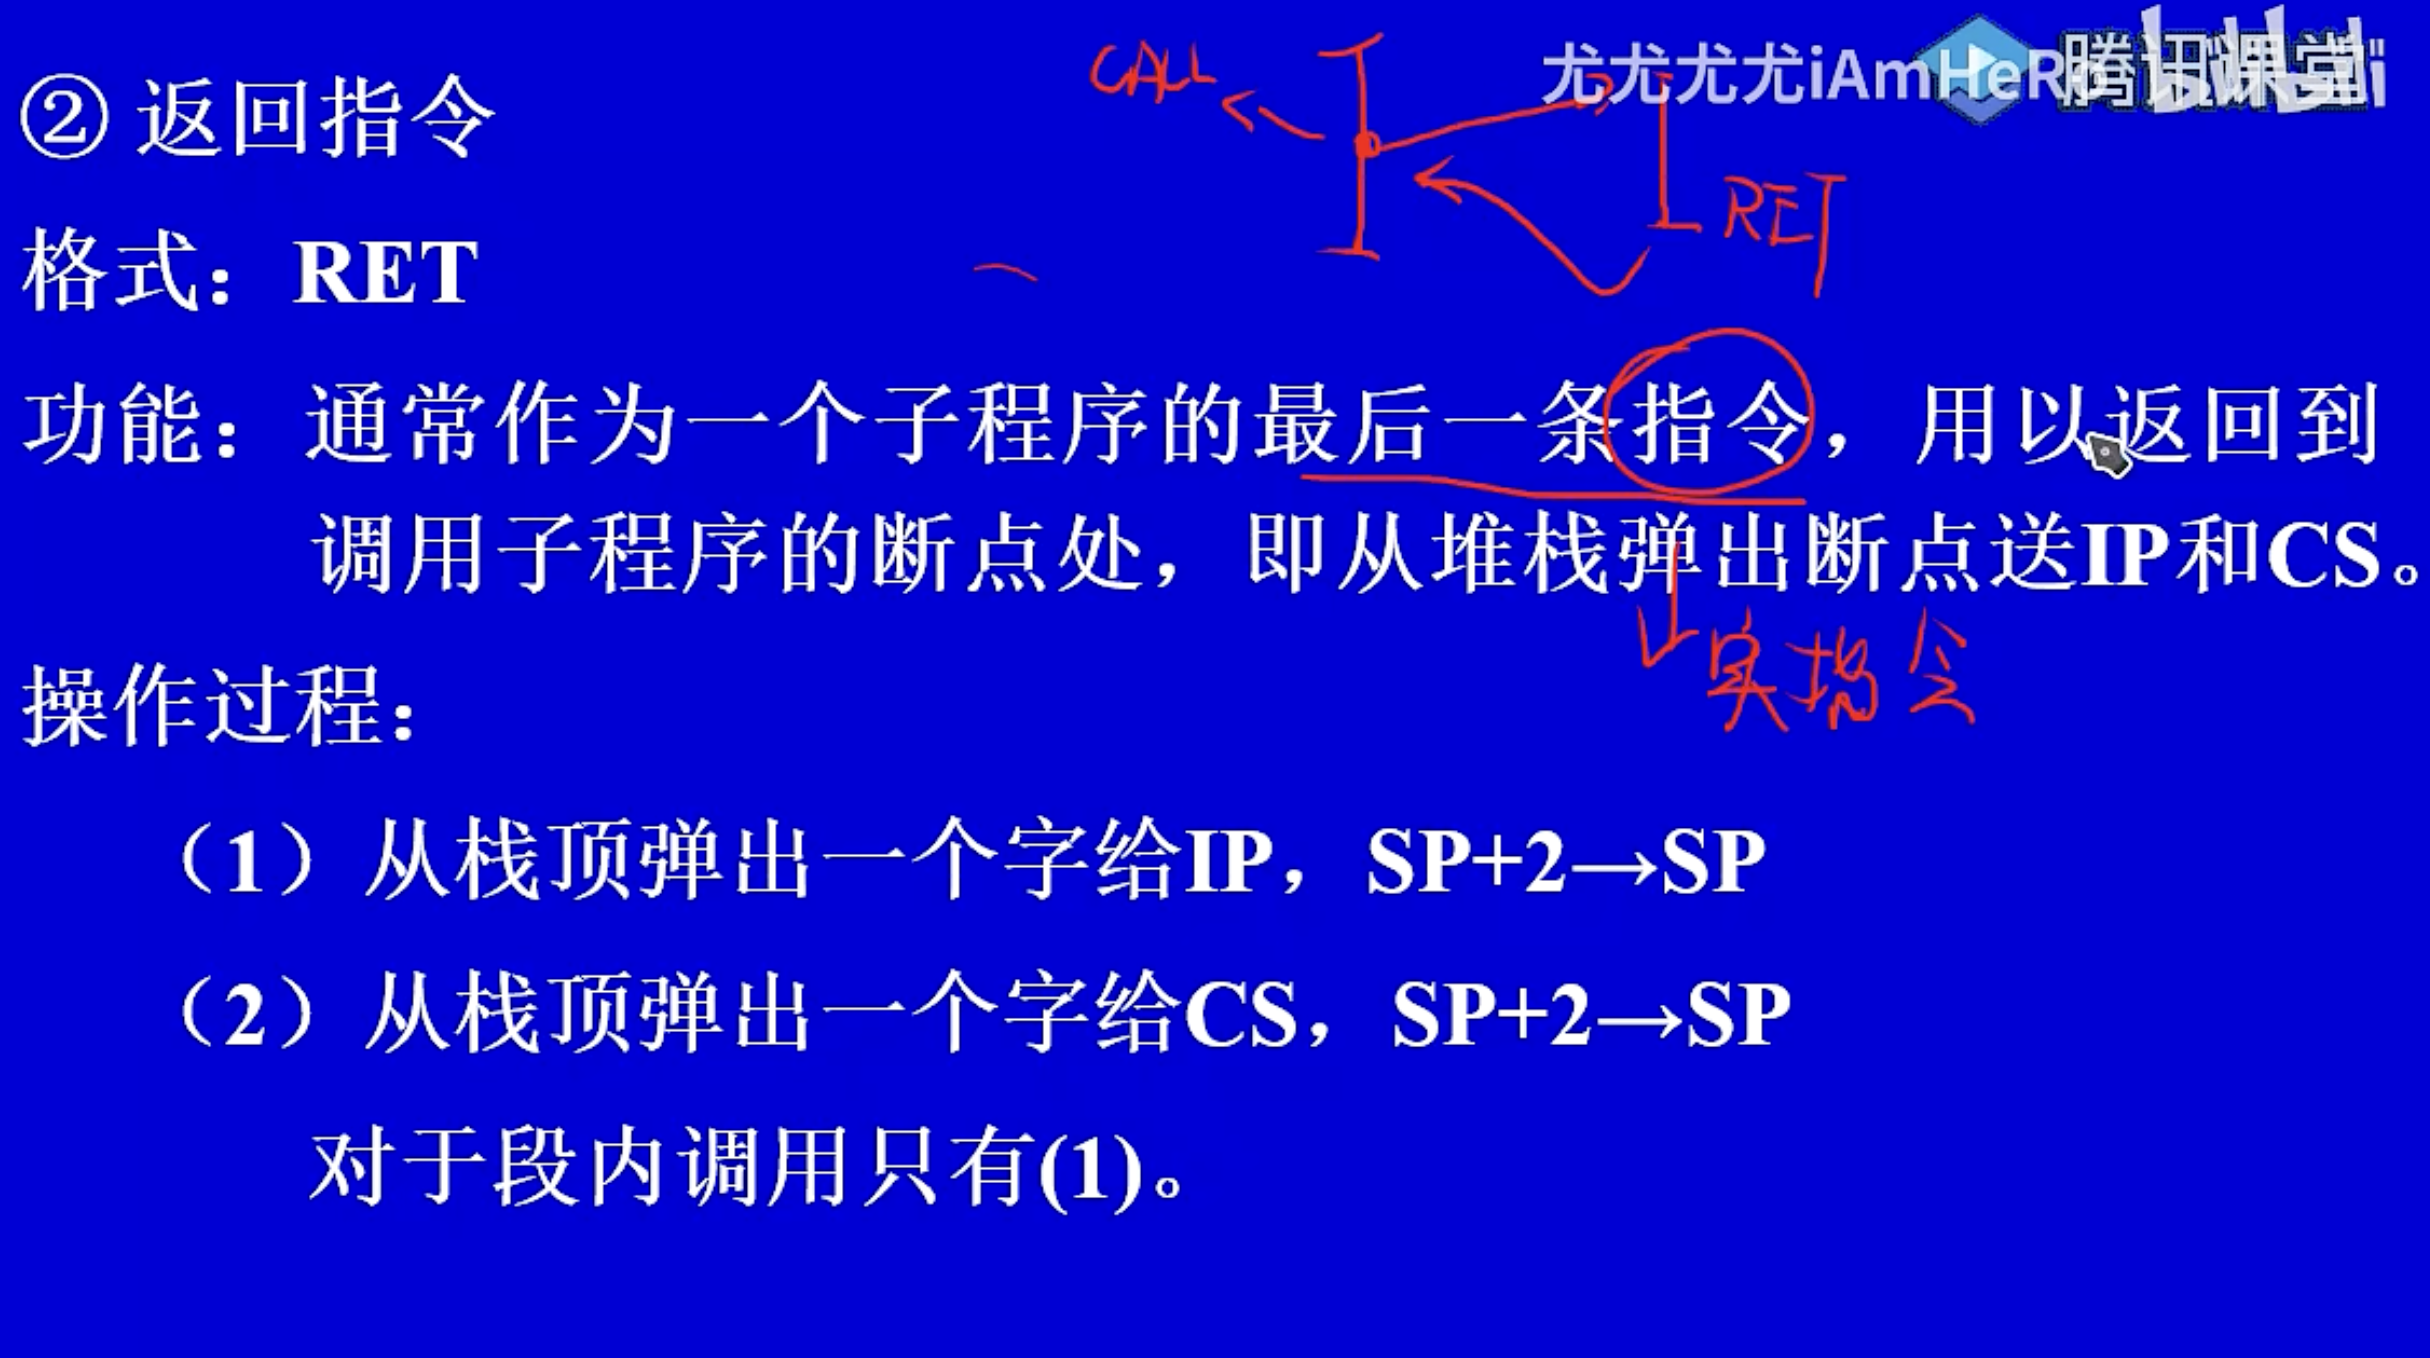 CALL
尤尤尤尤iAmHeR
腾讯课堂
② 返回指令
RET
格式：RET
功能：通常作为一个子程序的最后一条指令，用以返回到
调用子程序的断点处，即从堆栈弹出断点送IP和CS。
实指令
操作过程：
（1）从栈顶弹出一个字给IP，SP+2→SP
（2）从栈顶弹出一个字给CS，SP+2→SP
对于段内调用只有(1)。